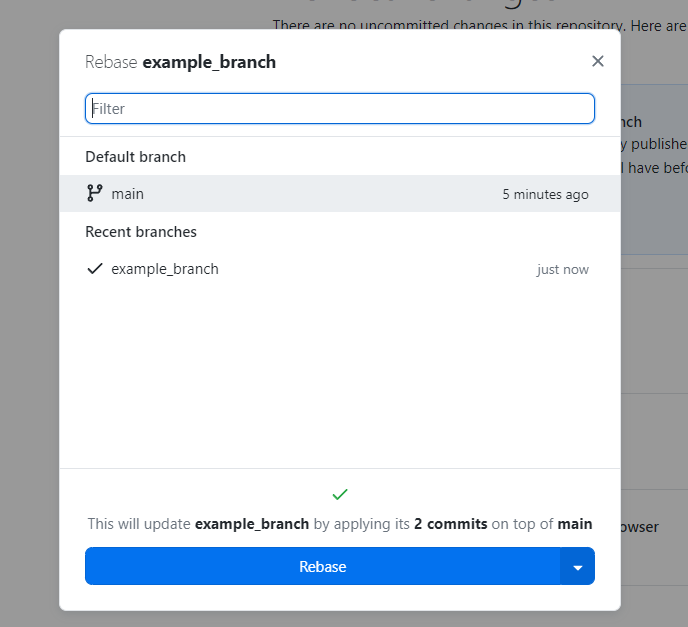 There are no uncommitted changes in this repository. Here are
Rebase example_branch
Filter
Default branch
main 5 minutes ago
Recent branches
example_branch just now
This will update example_branch by applying its 2 commits on top of main
Rebase
nch
y publishe
have befo
owser